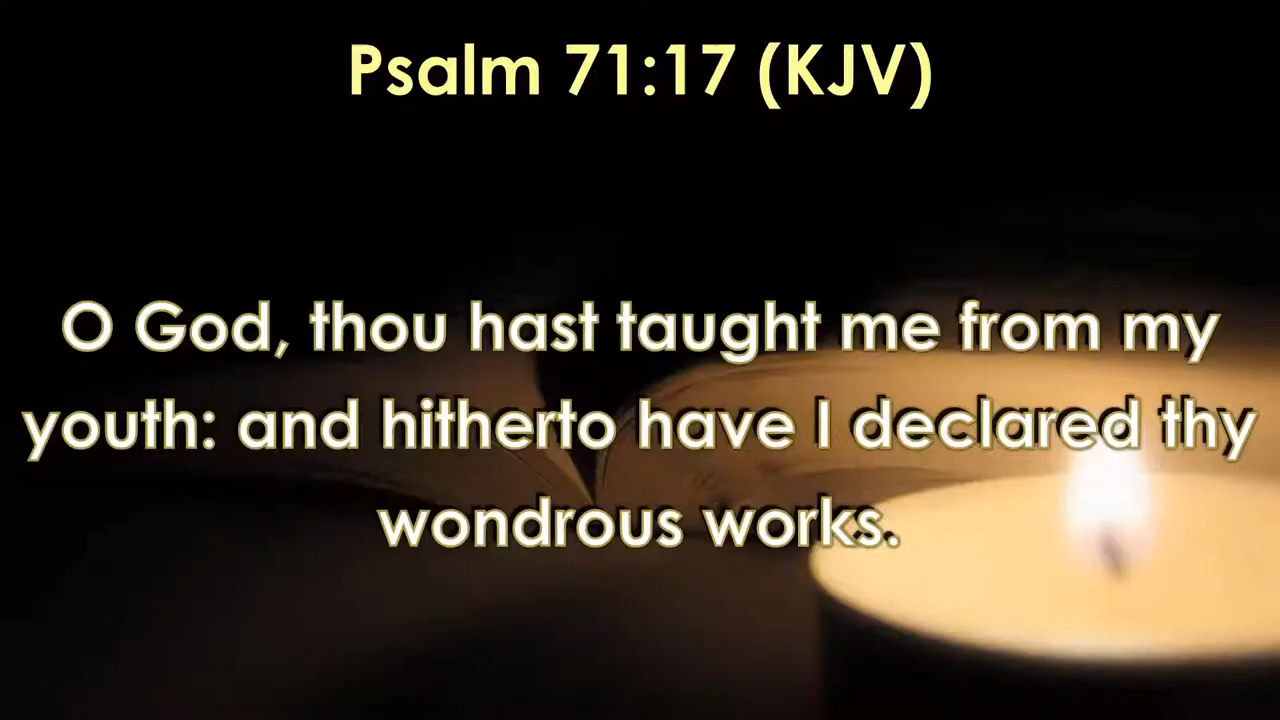 Psalm 71:17 (KJV)
O God, thou hast taught me from my
youth: and hitherto have I declared thy
wondrous works.